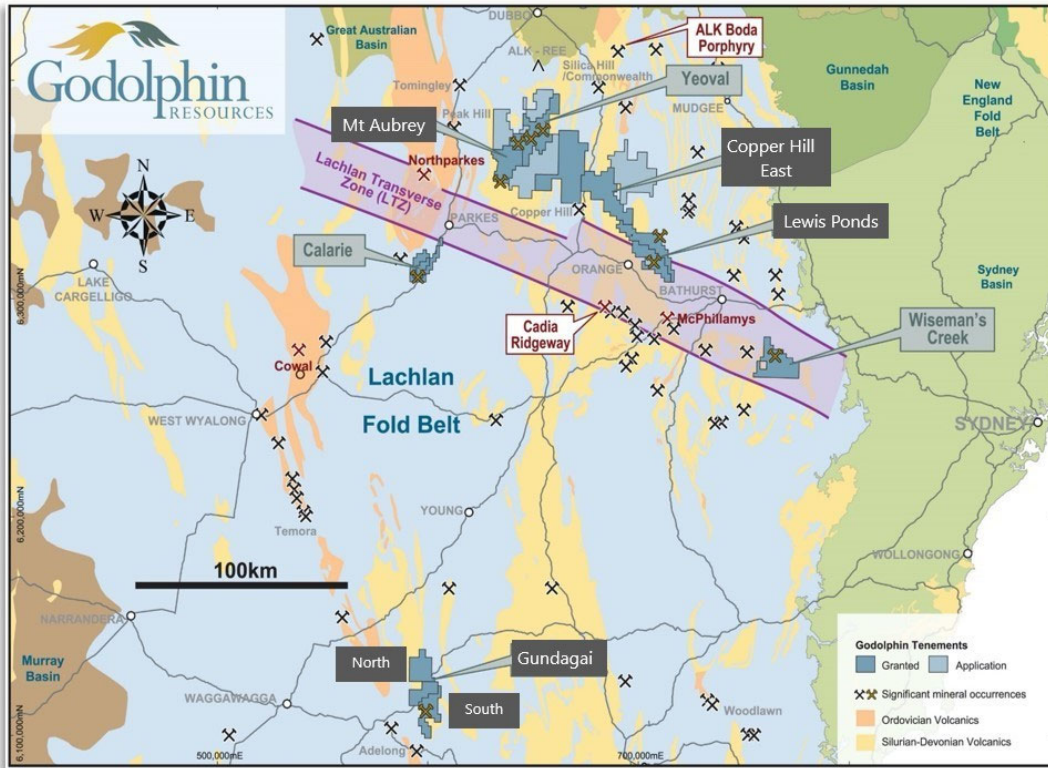 Godolphin
RESOURCES
DUBBO
Great Australian
Basin
ALK - REE
ALK Boda
Porphyry
Silica Hill
/Commonwealth
Yeoval
Tomingley
Peak Hill
MUDGEE
Gunnedah
Basin
New
England
Fold
Belt
Mt Aubrey
Northparkes
Copper Hill
East
Lachlan Transverse
Zone (LTZ)
N
W
E
S
Copper Hill
PARKES
Lewis Ponds
Calarie
ORANGE
BATHURST
LAKE
CARGELLIGO
Sydney
Basin
6,300,000mN
Cadia
Ridgeway
McPhillamys
Wiseman's
Creek
Cowal
Lachlan
Fold Belt
WEST WYALONG
SYDNEY
YOUNG
6,200,000mN
Temora
WOLLONGONG
100km
NARRANDERA
Murray
Basin
North
Gundagai
South
WAGGAWAGGA
Woodlawn
Adelong
6,100,000mN
500,000mE
700,000mE
Godolphin Tenements
Granted
Application
Significant mineral occurrences
Ordovician Volcanics
Silurian-Devonian Volcanics